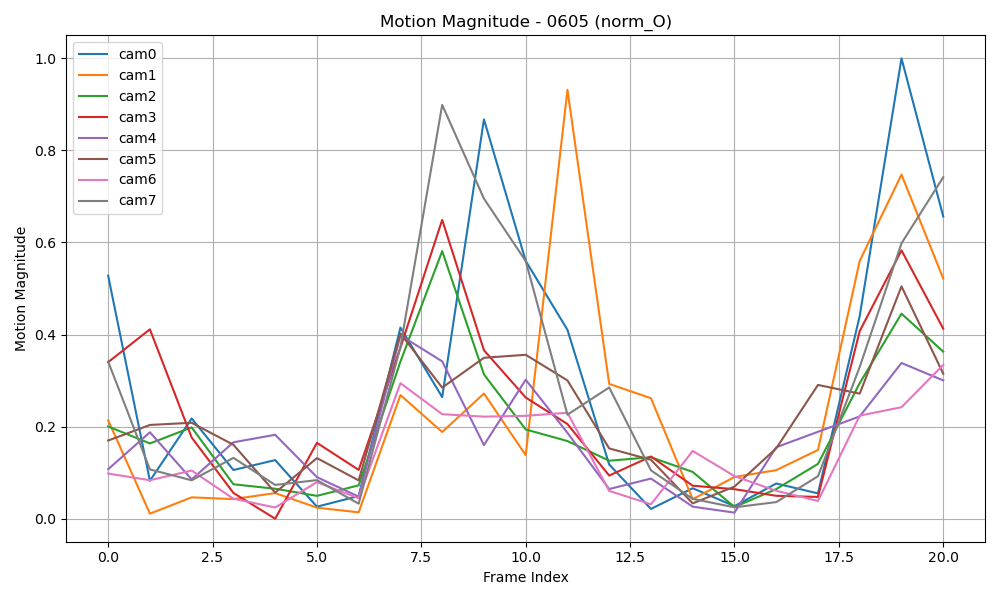 Motion Magnitude - 0605 (norm_O)
cam0
cam1
cam2
cam3
cam4
cam5
cam6
cam7
Motion Magnitude
1.0
0.8
0.6
0.4
0.2
0.0
0.0 2.5 5.0 7.5 10.0 12.5 15.0 17.5 20.0
Frame Index